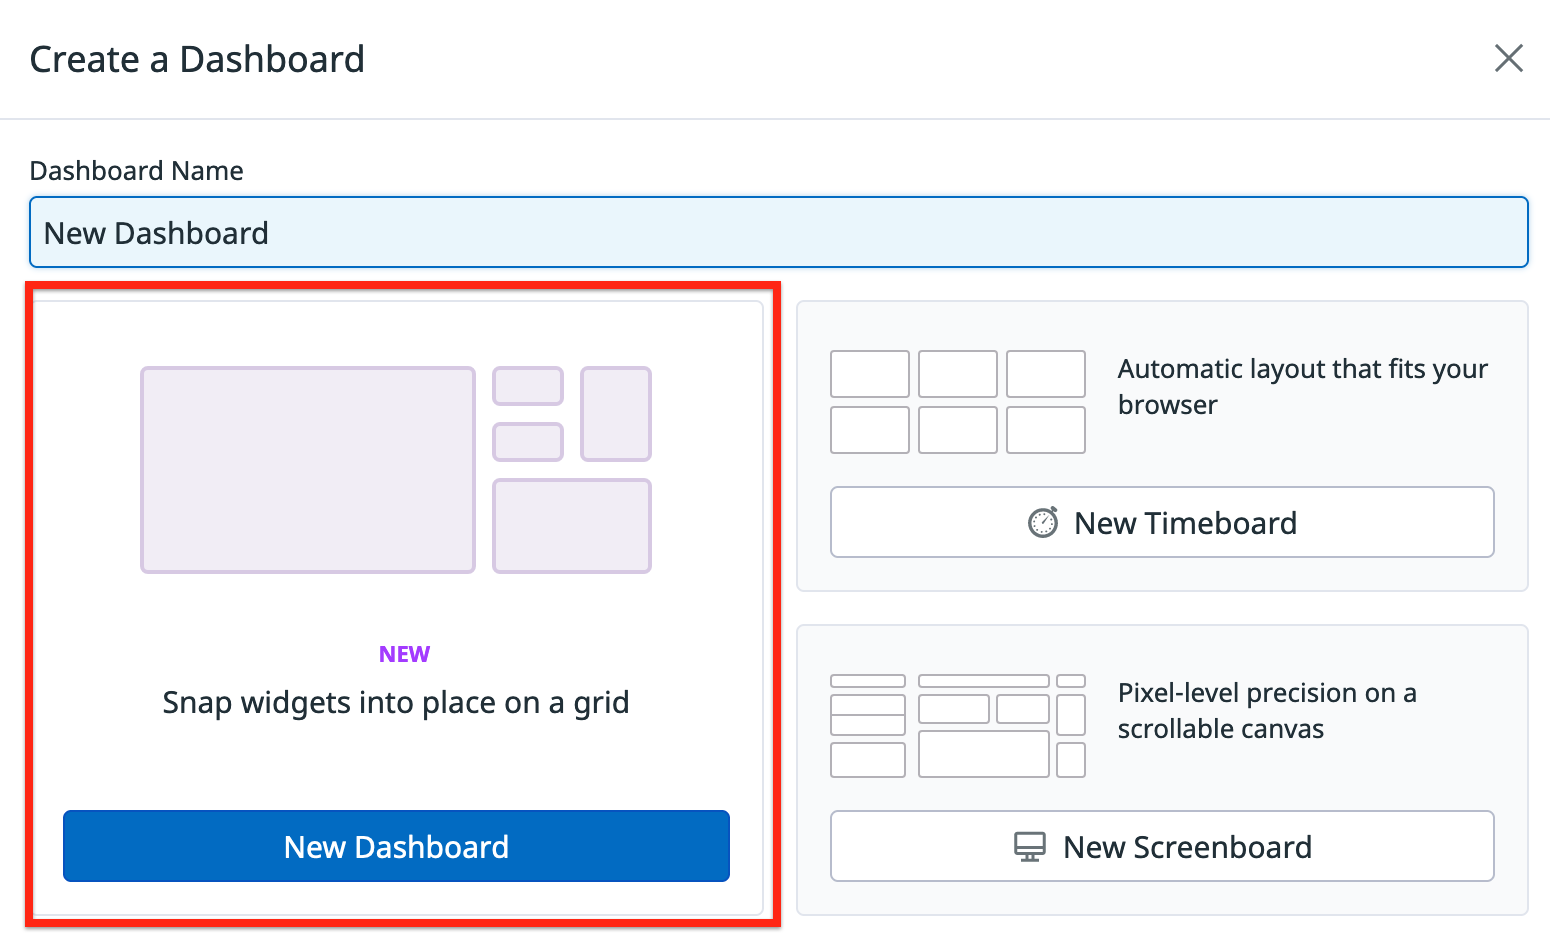 Create a Dashboard
Dashboard Name
New Dashboard
NEW
Snap widgets into place on a grid
New Dashboard
Automatic layout that fits your
browser
New Timeboard
Pixel-level precision on a
scrollable canvas
New Screenboard